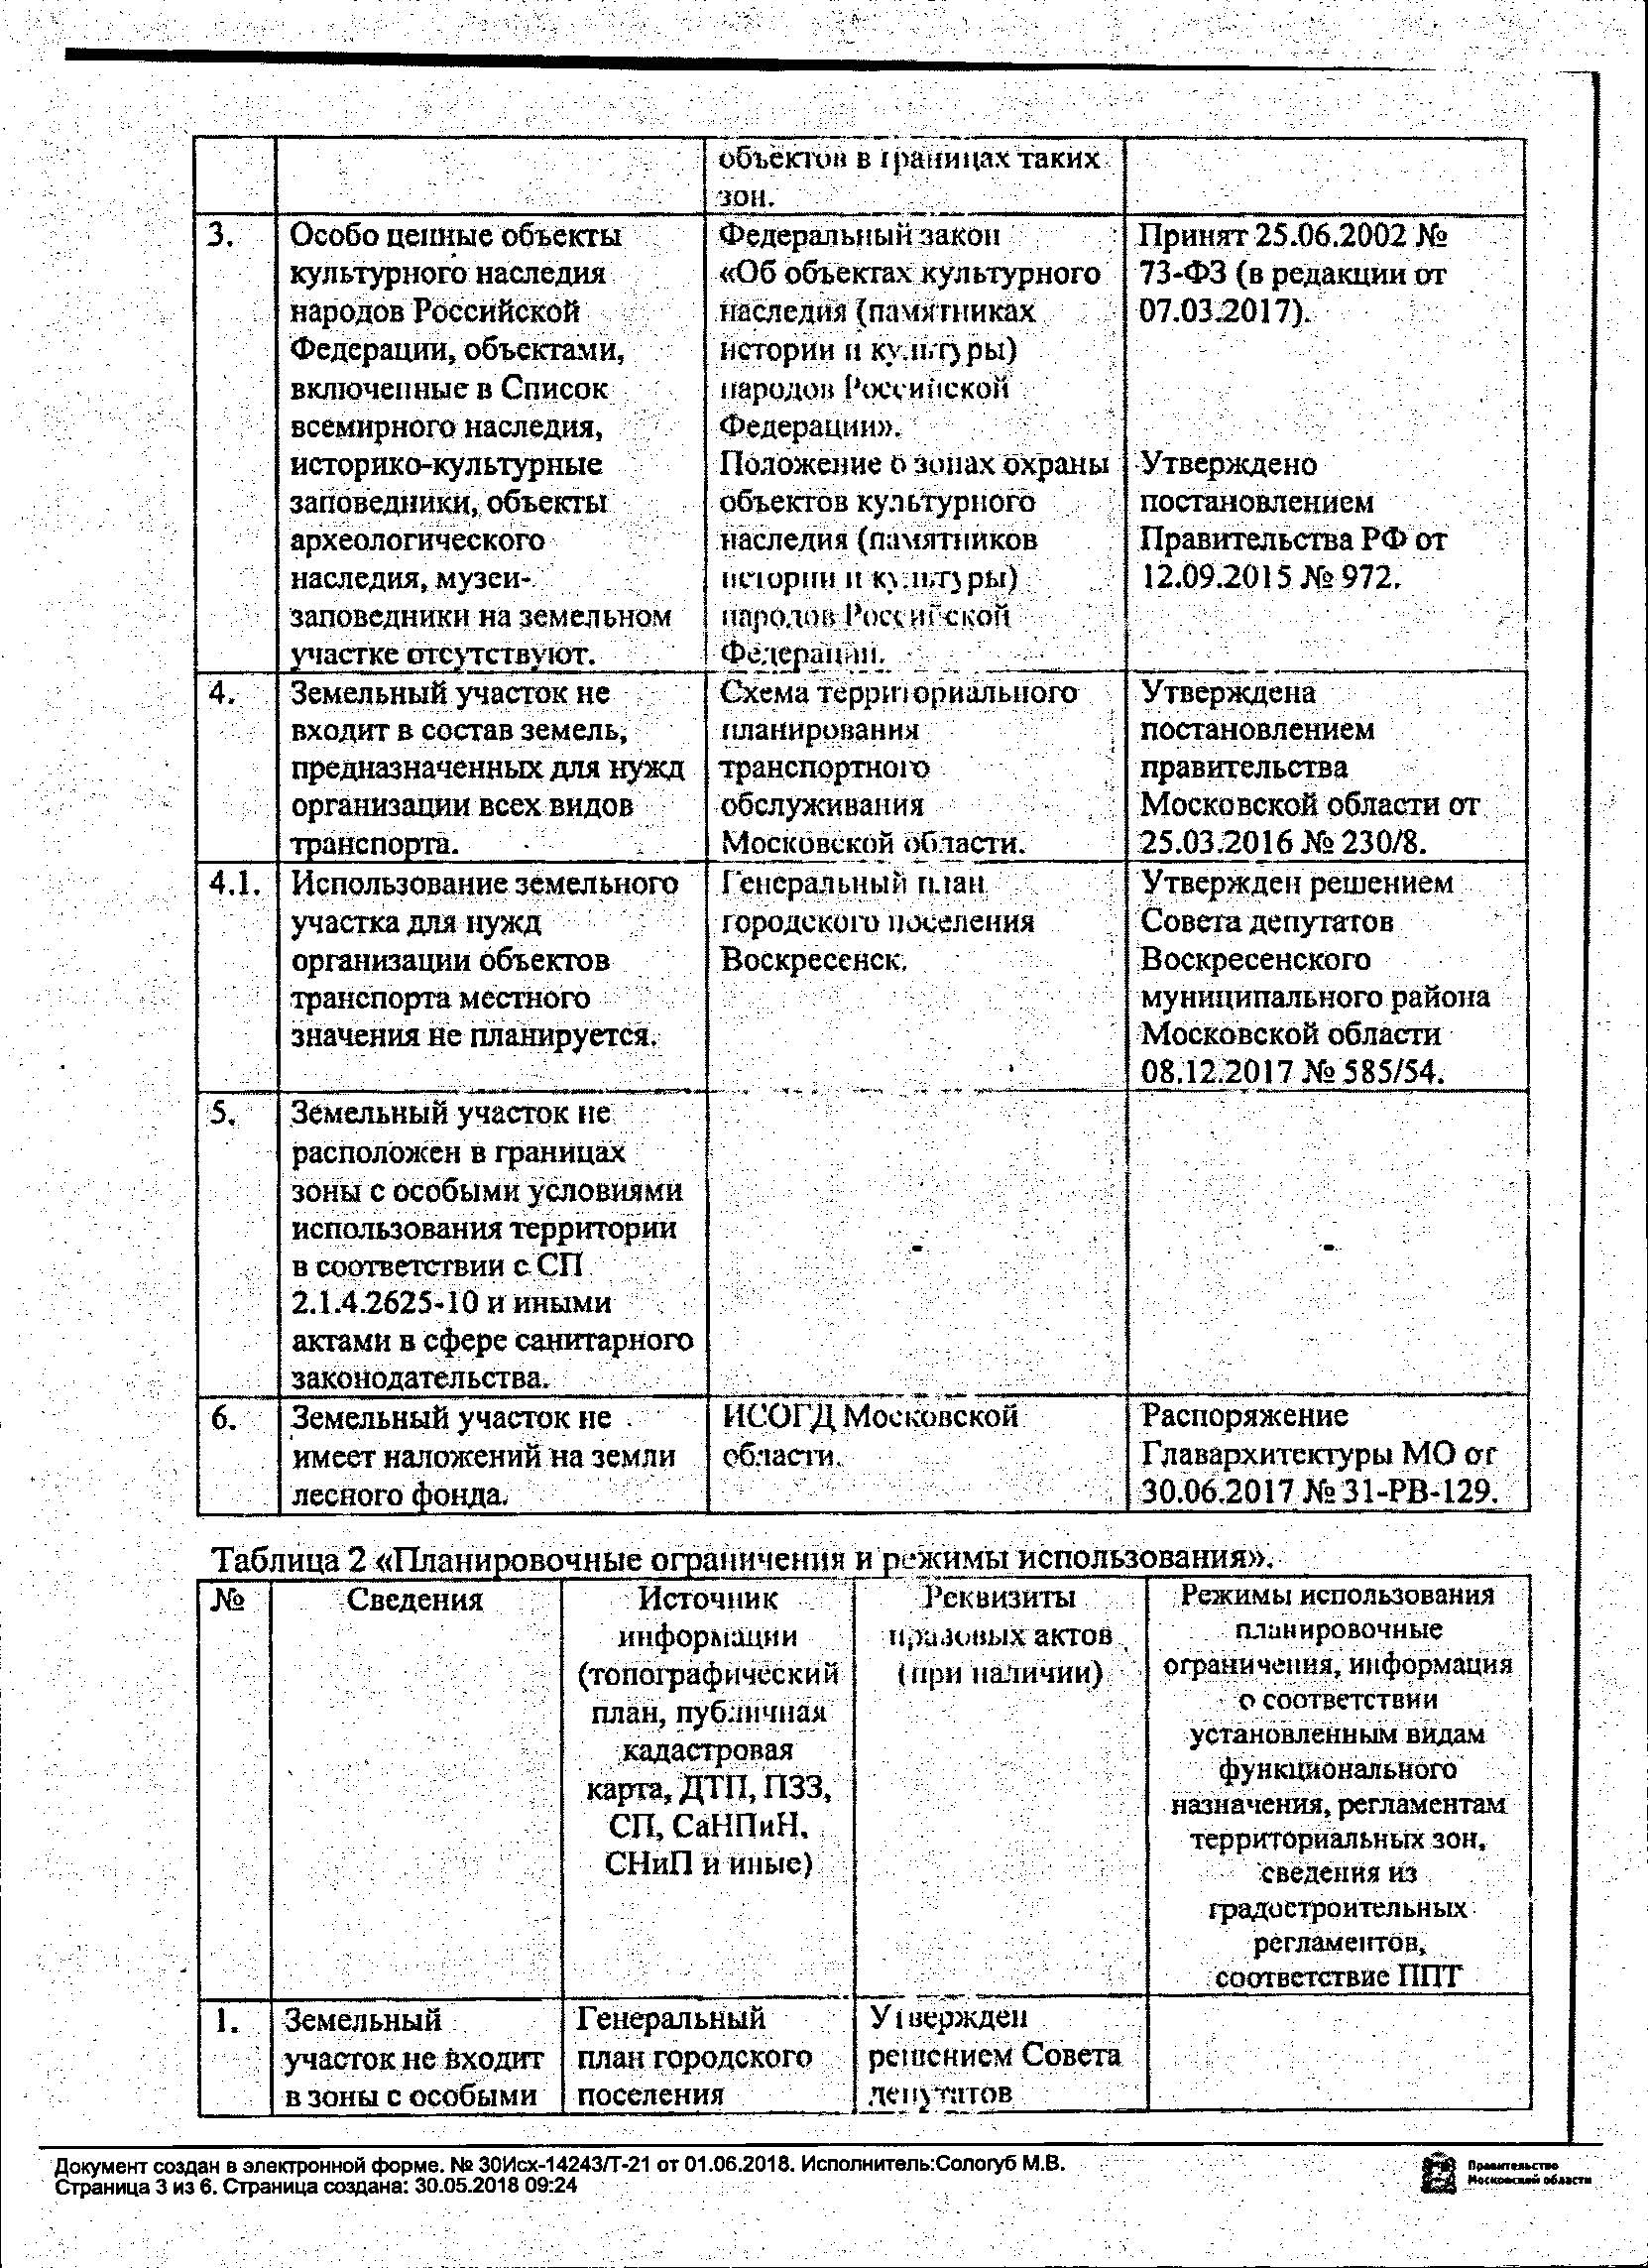 объектов в границах таких
зон.
3.
Особо ценные объекты
культурного наследия
народов Российской
Федерации, объектами,
включенные в Список
всемирного наследия,
историко-культурные
заповедники, объекты
археологического
наследия, музеи-
заповедники на земельном
участке отсутствуют.
Федеральный закон
«Об объектах культурного
наследия (памятниках
истории и культуры)
народов Российской
Федерации».
Положение о зонах охраны
объектов культурного
наследия (памятников
истории и культуры)
народов Российской
Федерации.
Принят 25.06.2002 №
73-ФЗ (в редакции от
07.03.2017).
Утверждено
постановлением
Правительства РФ от
12.09.2015 № 972.
4.
Земельный участок не
входит в состав земель,
предназначенных для нужд
организации всех видов
транспорта.
Схема территориального
планирования
транспортного
обслуживания
Московской области.
Утверждена
постановлением
правительства
Московской области от
25.03.2016 № 230/8.
4.1.
Использование земельного
участка для нужд
организации объектов
транспорта местного
значения не планируется.
Генеральный план
городского поселения
Воскресенск.
Утвержден решением
Совета депутатов
Воскресенского
муниципального района
Московской области
08.12.2017 № 585/54.
5.
Земельный участок не
расположен в границах
зоны с особыми условиями
использования территории
в соответствии с СП
2.1.4.2625-10 и иными
актами в сфере санитарного
законодательства.
-
-
6.
Земельный участок не
имеет наложений на земли
лесного фонда.
ИСОГД Московской
области.
Распоряжение
Главархитектуры МО от
30.06.2017 № 31-РВ-129.
Таблица 2 «Планировочные ограничения и режимы использования».
№
Сведения
Источник
информации
(топографический
план, публичная
кадастровая
карта, ДТП, ПЗЗ,
СП, СаНПиН,
СНиП и иные)
Реквизиты
правовых актов
(при наличии)
Режимы использования
планировочные
ограничения, информация
о соответствии
установленным видам
функционального
назначения, регламентам
территориальных зон,
сведения из
градостроительных
регламентов,
соответствие ППТ
1.
Земельный
участок не входит
в зоны с особыми
Генеральный
план городского
поселения
Утвержден
решением Совета
депутатов
Документ создан в электронной форме. № 30Исх-14243/Т-21 от 01.06.2018. Исполнитель:Сологуб М.В.
Страница 3 из 6. Страница создана: 30.05.2018 09:24
Правительство
Московской области